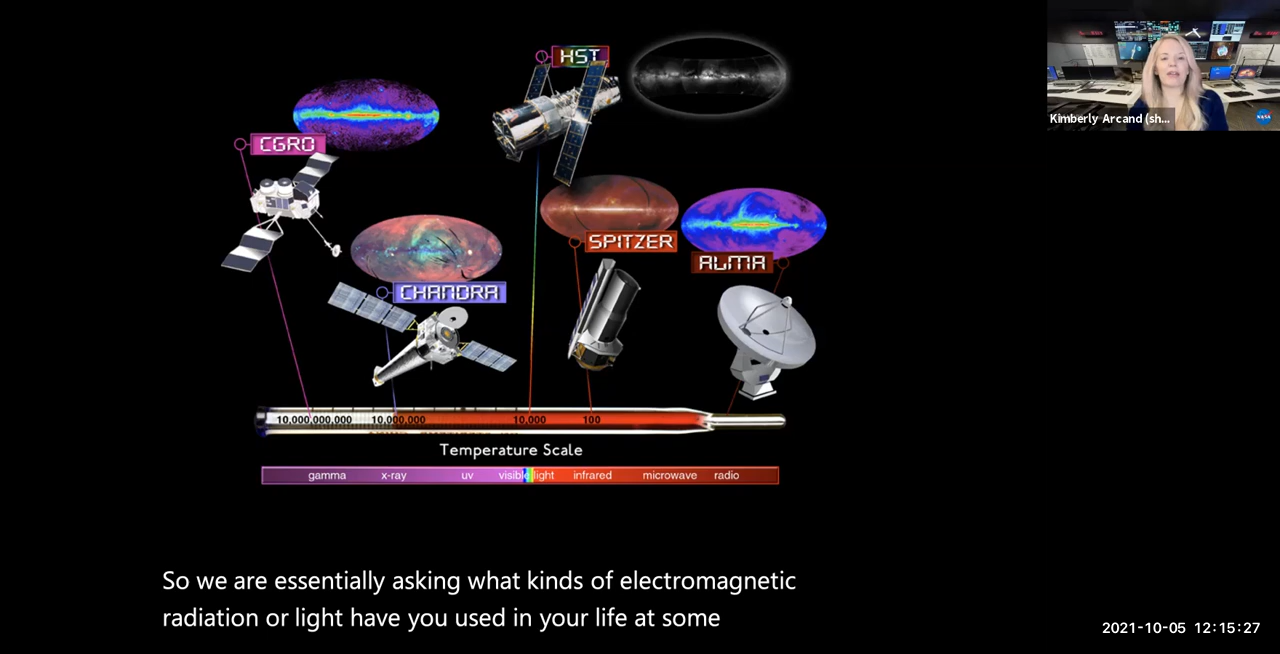 HST
CGRO
SPITZER
ALMA
CHANDRA
10,000,000,000 10,000,000 10,000 100
Temperature Scale
gamma x-ray uv visible light infrared microwave radio
Kimberly Arcand (sh...
NASA
So we are essentially asking what kinds of electromagnetic
radiation or light have you used in your life at some
2021-10-05 12:15:27